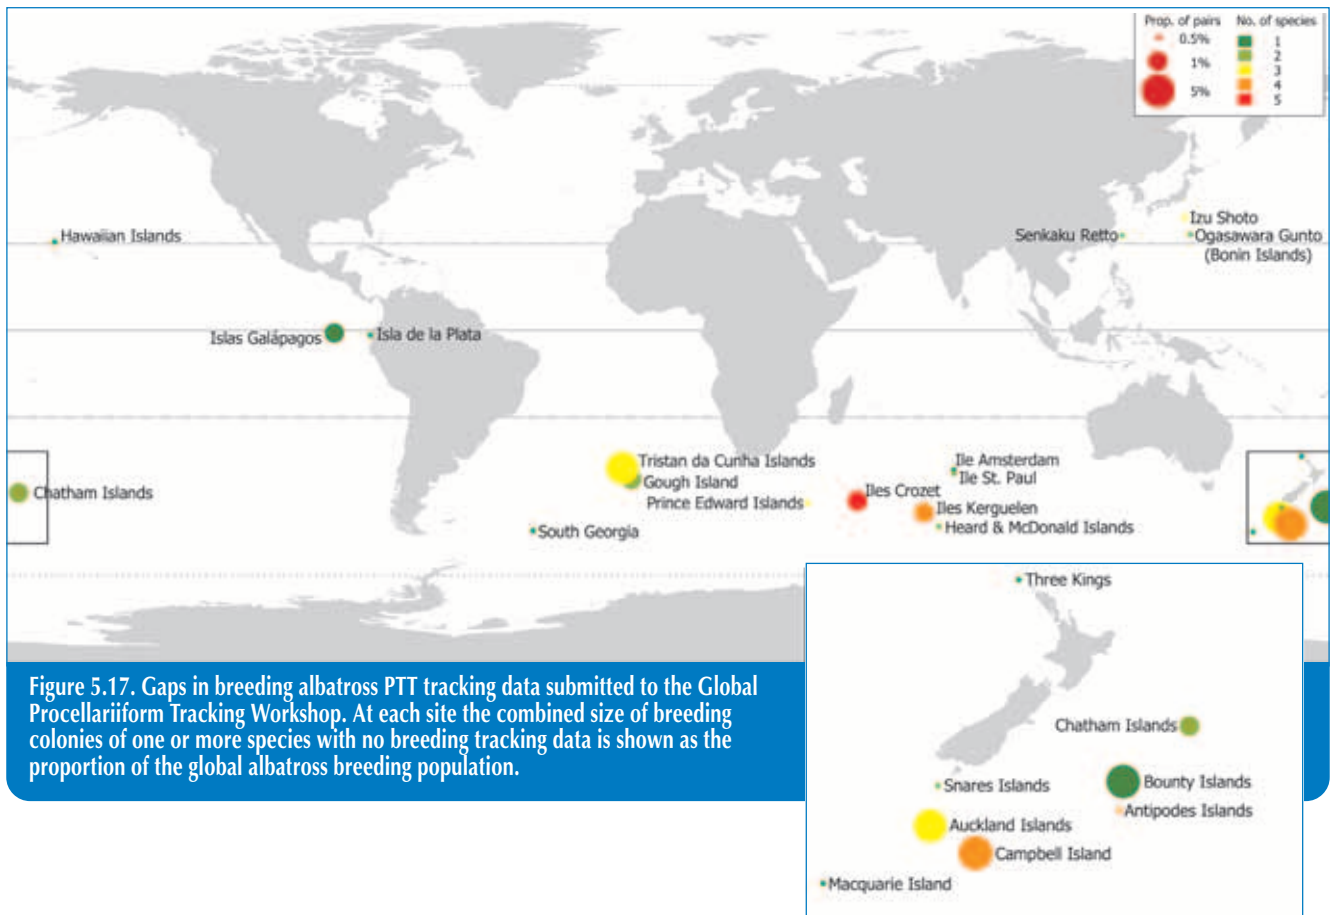 Prop. of pairs No. of species
0.5% 1
1% 2
5% 3
4
5
Hawaiian Islands
Izu Shoto
Senkaku Retto
Ogasawara Gunto
(Bonin Islands)
Islas Galápagos
Isla de la Plata
Tristan da Cunha Islands
Gough Island
Prince Edward Islands
Ile Amsterdam
Ile St. Paul
Iles Crozet
Iles Kerguelen
Heard & McDonald Islands
Chatham Islands
South Georgia
Three Kings
Chatham Islands
Snares Islands
Bounty Islands
Antipodes Islands
Auckland Islands
Campbell Island
Macquarie Island
Figure 5.17. Gaps in breeding albatross PTT tracking data submitted to the Global
Procellariiform Tracking Workshop. At each site the combined size of breeding
colonies of one or more species with no breeding tracking data is shown as the
proportion of the global albatross breeding population.